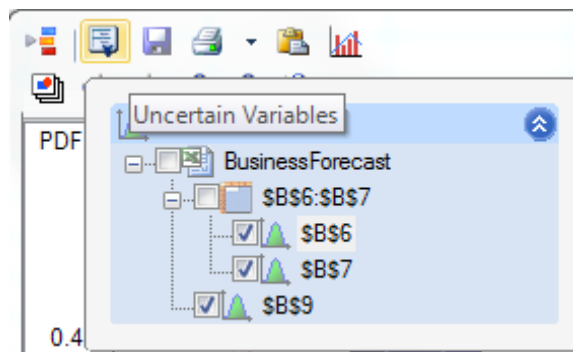 Uncertain Variables
PDF
BusinessForecast
$B$6:$B$7
$B$6
$B$7
$B$9
0.4